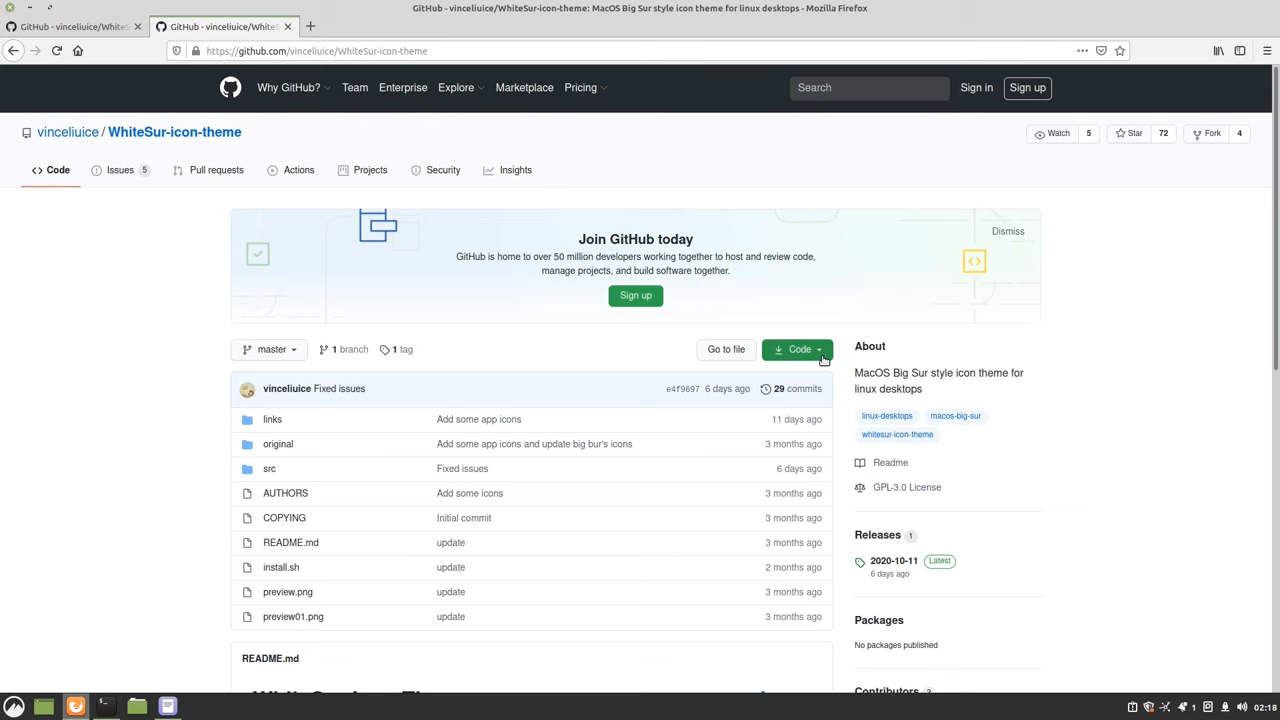 GitHub - vinceliuice/WhiteSur-icon-theme: MacOS Big Sur style icon theme for linux desktops - Mozilla Firefox
GitHub - vinceliuice/White
GitHub - vinceliuice/WhiteS
https://github.com/vinceliuice/WhiteSur-icon-theme
Why GitHub? Team Enterprise Explore Marketplace Pricing Search Sign in Sign up
vinceliuice / WhiteSur-icon-theme
Watch 5 Star 72 Fork 4
Code Issues 5 Pull requests Actions Projects Security Insights
Join GitHub today
Dismiss
GitHub is home to over 50 million developers working together to host and review code,
manage projects, and build software together.
Sign up
master 1 branch 1 tag Go to file Code
vinceliuice Fixed issues e4f9697 6 days ago 29 commits
links Add some app icons 11 days ago
original Add some app icons and update big bur's icons 3 months ago
src Fixed issues 6 days ago
AUTHORS Add some icons 3 months ago
COPYING Initial commit 3 months ago
README.md update 3 months ago
install.sh update 2 months ago
preview.png update 3 months ago
preview01.png update 3 months ago
README.md
About
MacOS Big Sur style icon theme for
linux desktops
linux-desktops macos-big-sur
whitesur-icon-theme
Readme
GPL-3.0 License
Releases 1
2020-10-11 Latest
6 days ago
Packages
No packages published
Contributors
1 02:18